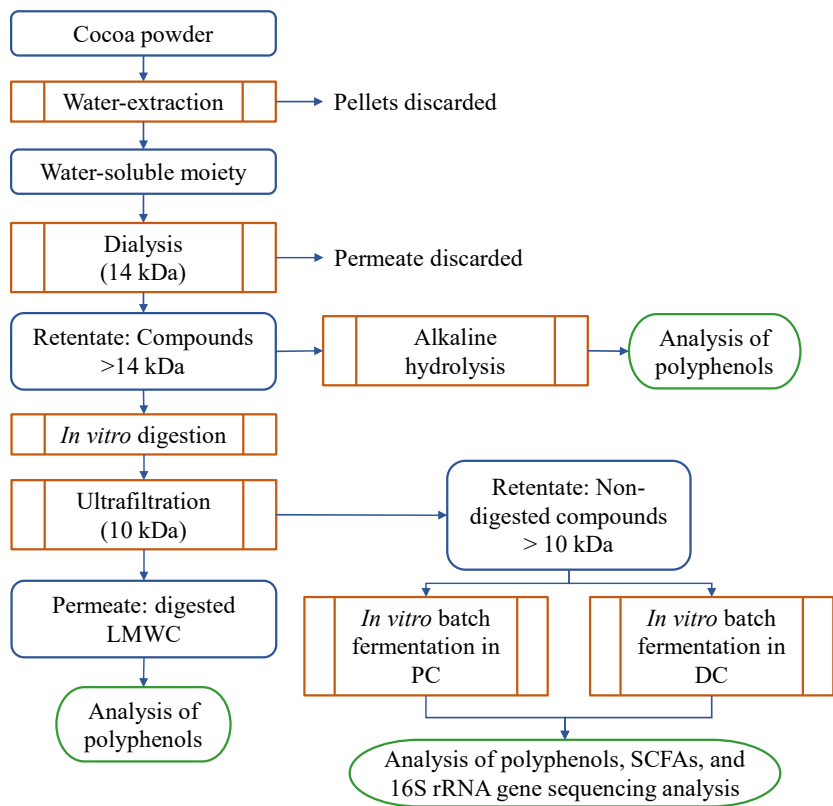 Cocoa powder
Water-extraction
Pellets discarded
Water-soluble moiety
Dialysis
(14 kDa)
Permeate discarded
Retentate: Compounds
>14 kDa
Alkaline
hydrolysis
Analysis of
polyphenols
In vitro digestion
Ultrafiltration
(10 kDa)
Retentate: Non-
digested compounds
> 10 kDa
Permeate: digested
LMWC
In vitro batch
fermentation in
PC
In vitro batch
fermentation in
DC
Analysis of
polyphenols
Analysis of polyphenols, SCFAs, and
16S rRNA gene sequencing analysis